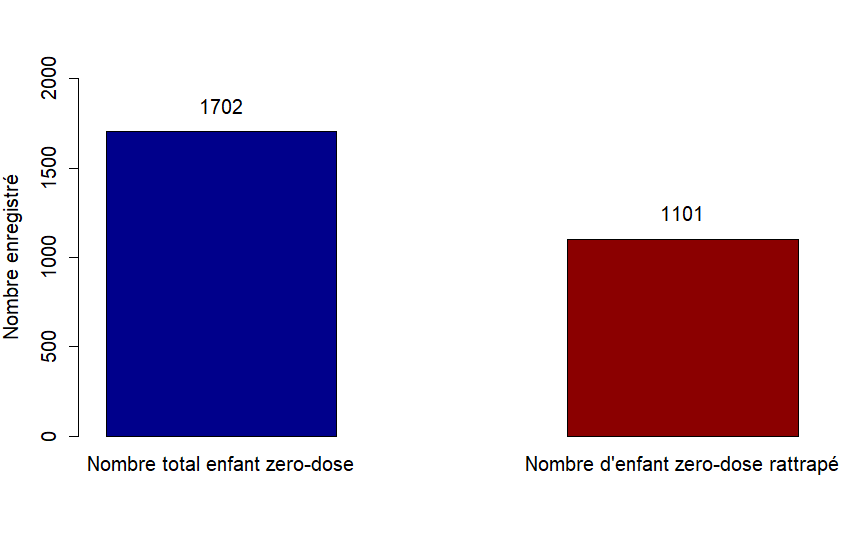 Nombre enregistré
2000
1500
1000
500
0
1702
1101
Nombre total enfant zero-dose
Nombre d'enfant zero-dose rattrapé